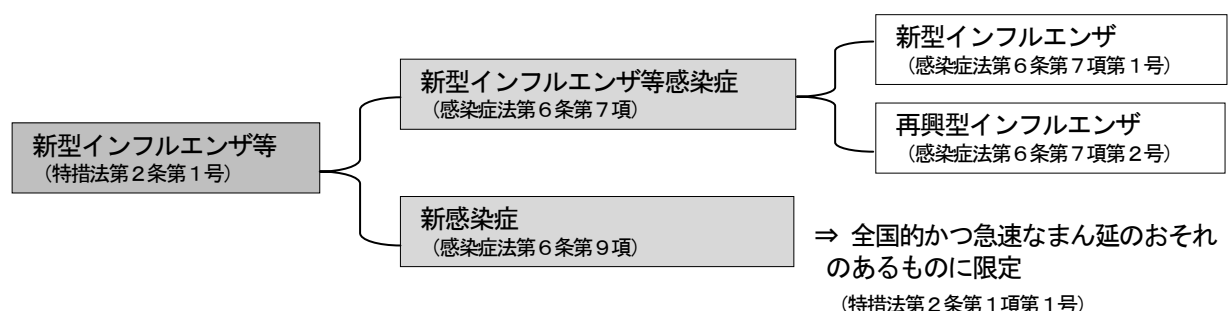 新型インフルエンザ等
（特措法第２条第１号）
新型インフルエンザ等感染症
（感染症法第６条第７項）
新型インフルエンザ
（感染症法第６条第７項第１号）
再興型インフルエンザ
（感染症法第６条第７項第２号）
新感染症
（感染症法第６条第９項）
⇒ 全国的かつ急速なまん延のおそれ
のあるものに限定
（特措法第２条第１項第１号）